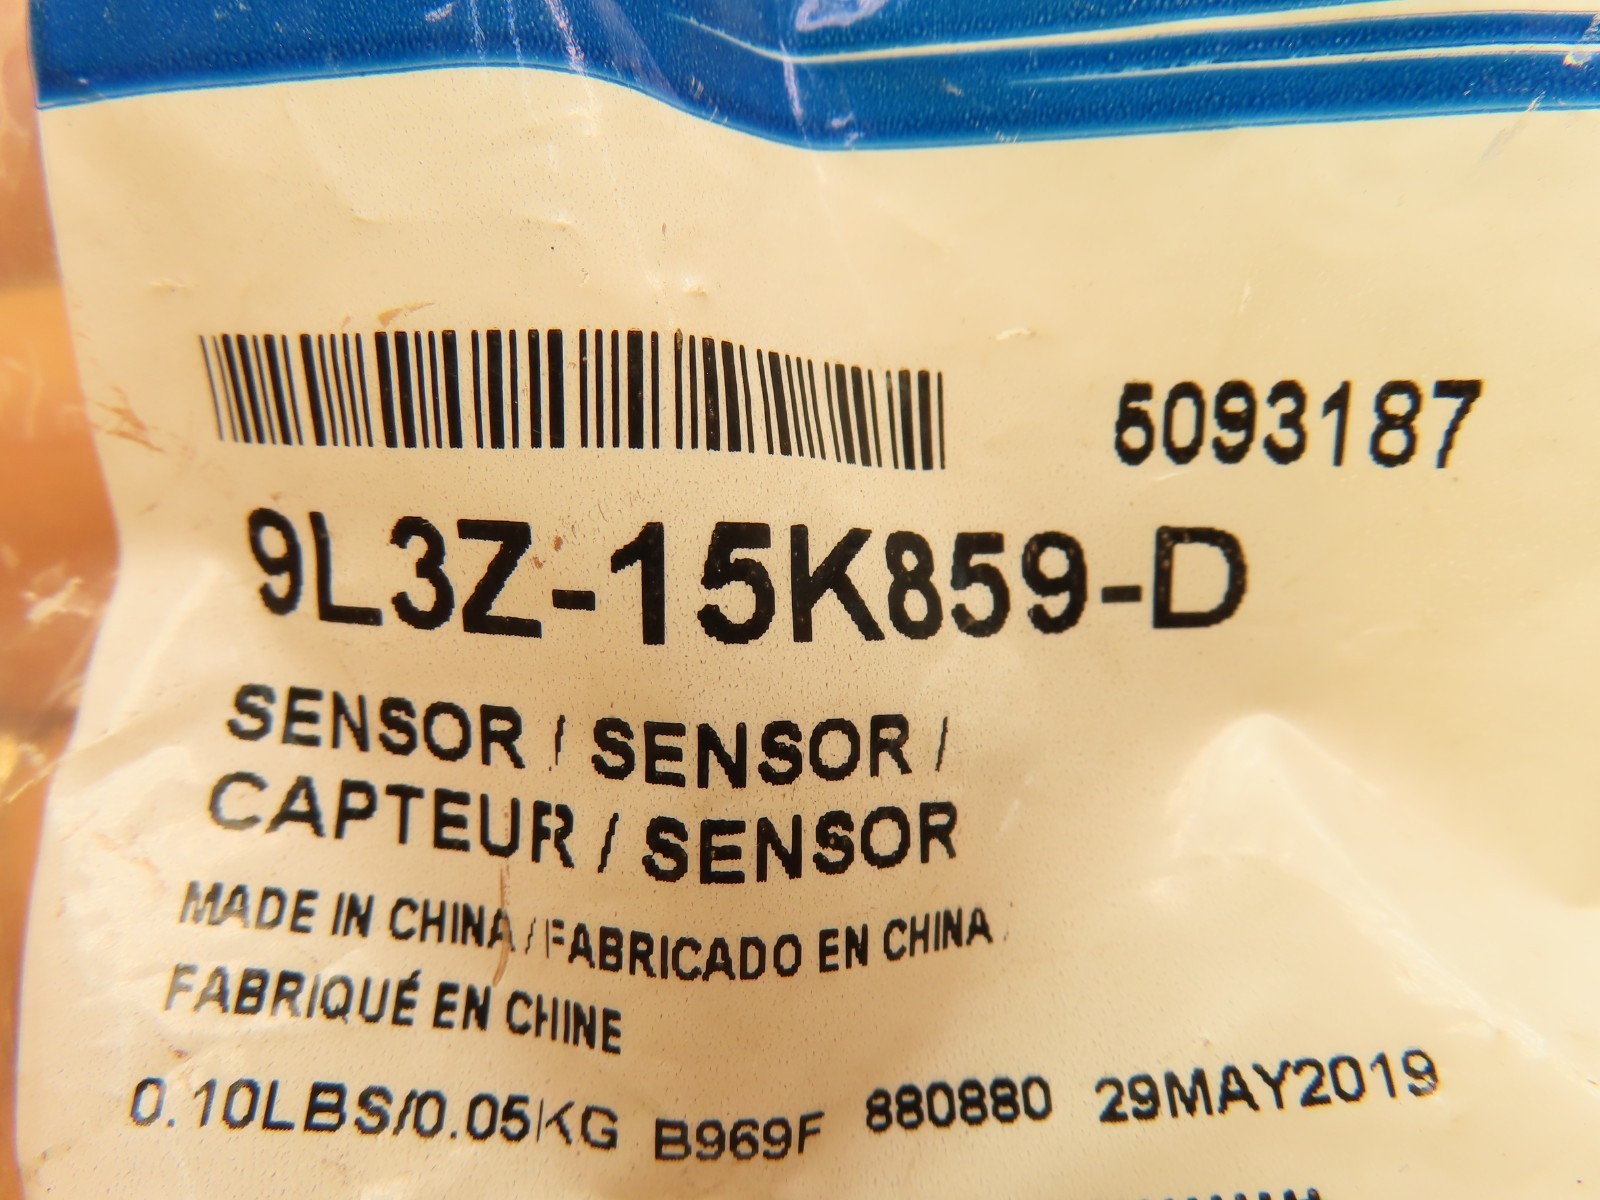 5093187
9L3Z-15K859-D
SENSOR / SENSOR /
CAPTEUR / SENSOR
MADE IN CHINA / FABRICADO EN CHINA
FABRIQUÉ EN CHINE
0.10LBS/0.05KG B969F 880880 29MAY2019